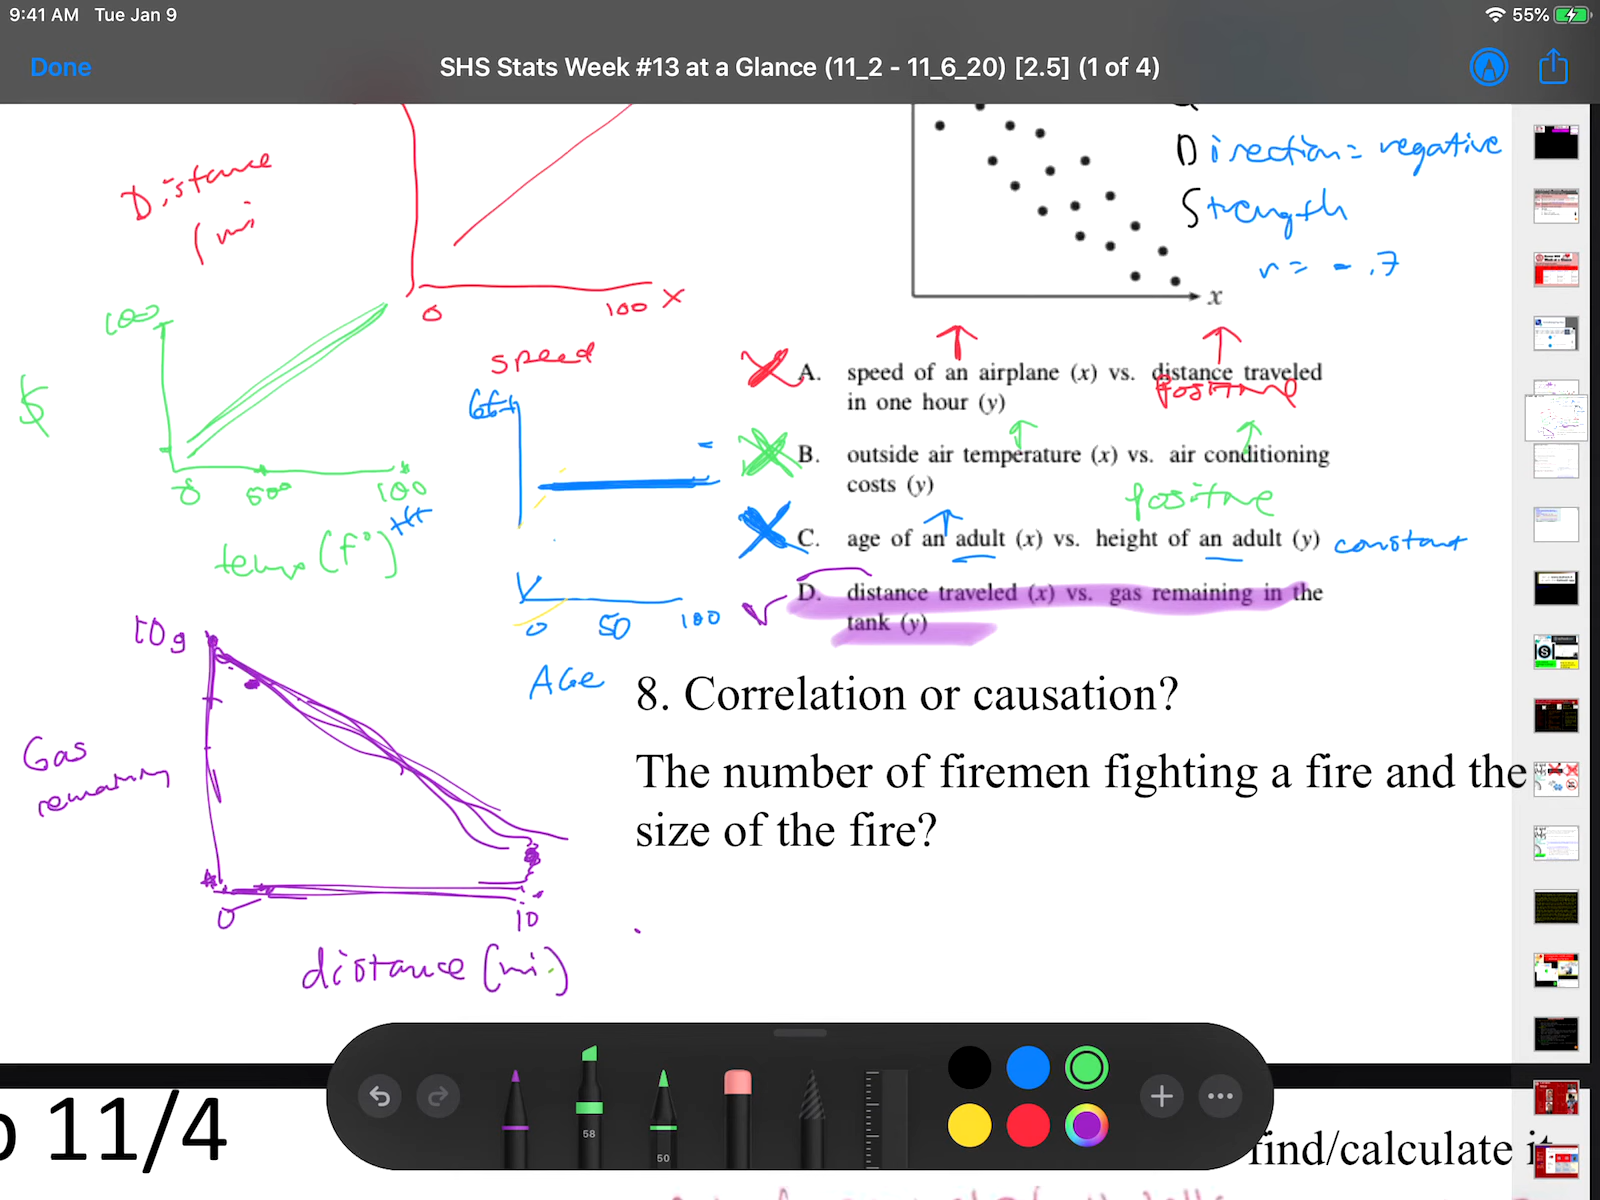 9:41 AM Tue Jan 9
55%
Done
SHS Stats Week #13 at a Glance (11_2 - 11_6_20) [2.5] (1 of 4)
Distance
(mi
0
100 x
speed
Direction = negative
Strength
r = -.7
x
100
$
0
50°
100
temp (F°)
6ft
0
50
100
Age
A. speed of an airplane (x) vs. distance traveled
in one hour (y)
Positive
B. outside air temperature (x) vs. air conditioning
costs (y)
positive
C. age of an adult (x) vs. height of an adult (y) constant
D. distance traveled (x) vs. gas remaining in the
tank (y)
10g
Gas
remaining
0
10
distance (mi.)
8. Correlation or causation?
The number of firemen fighting a fire and the
size of the fire?
11/4
58
50
find/calculate it